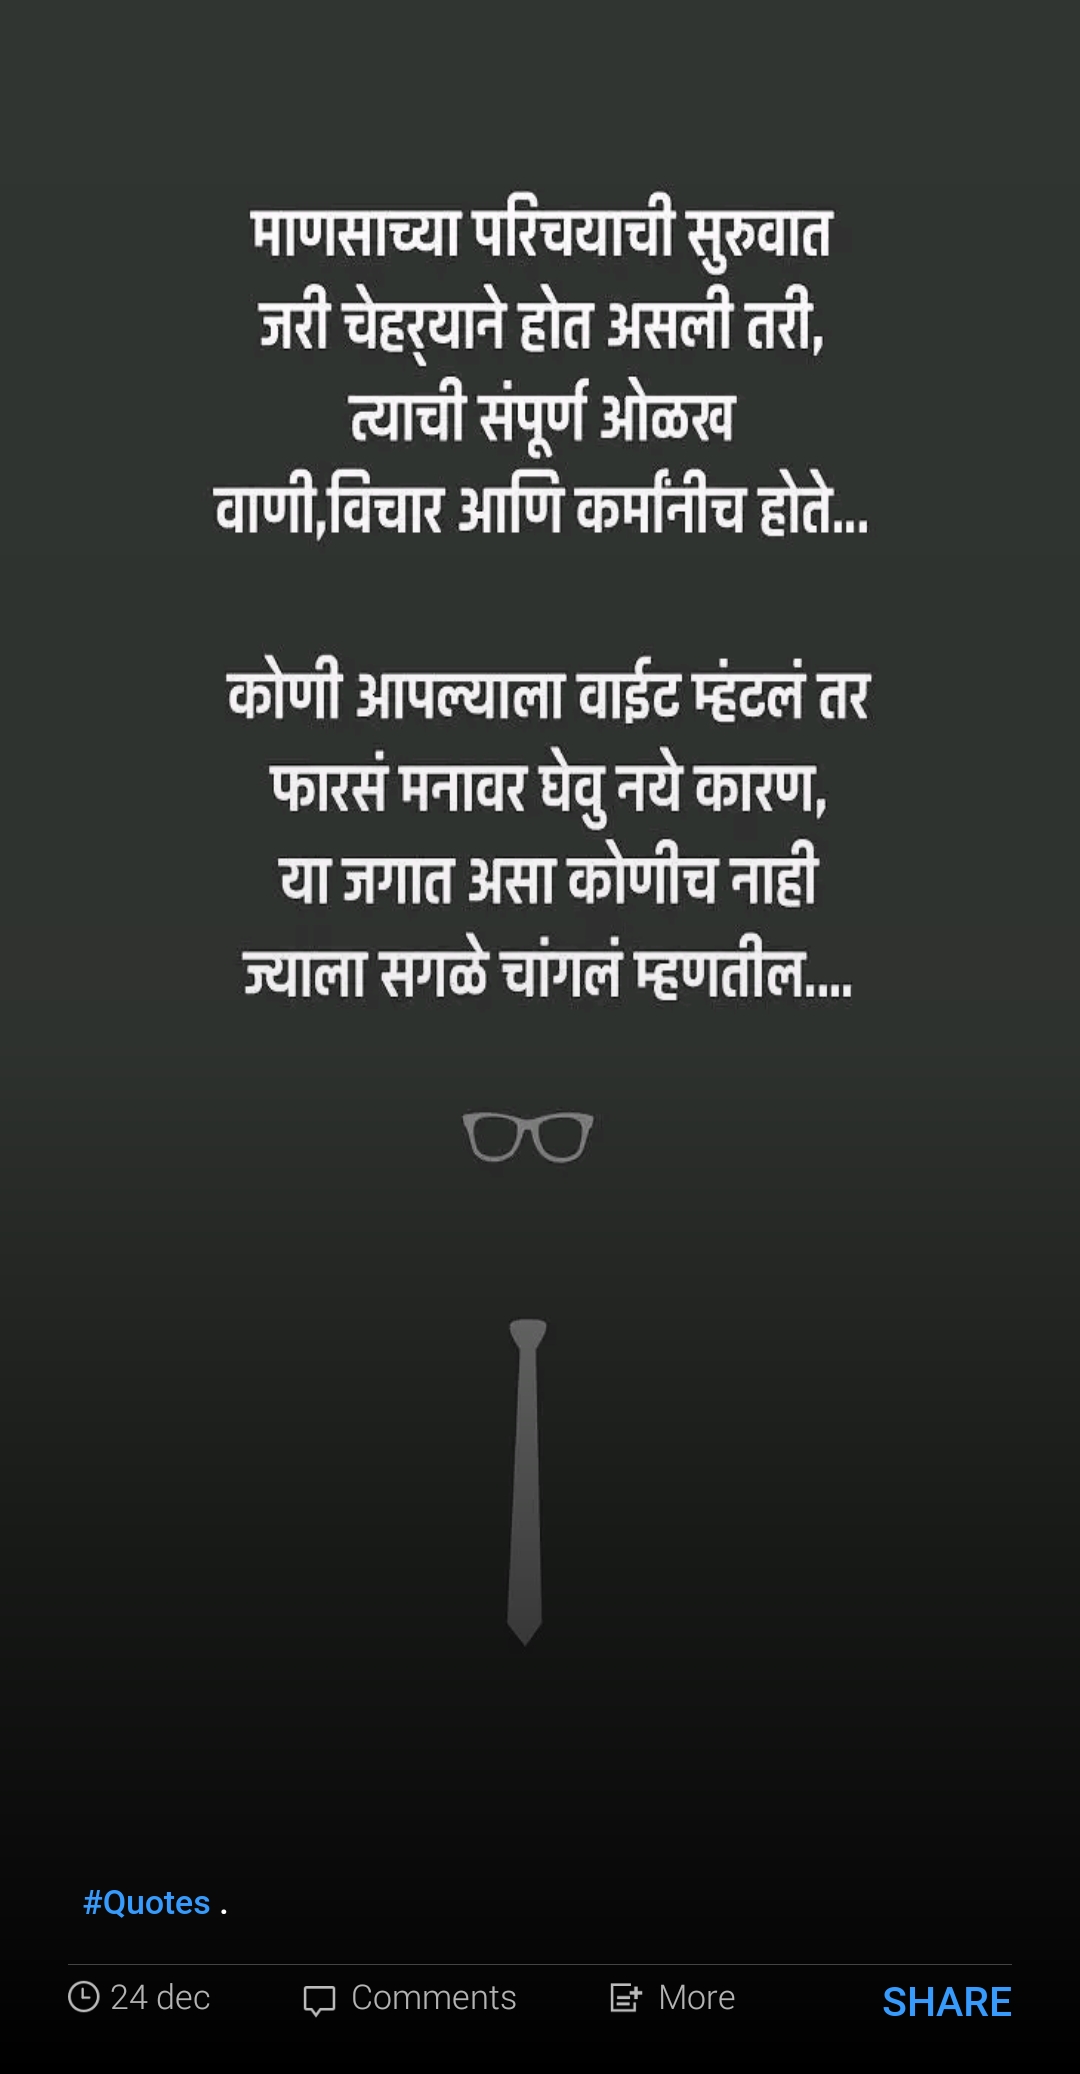 माणसाच्या परिचयाची सुरुवात
जरी चेहर्‍याने होत असली तरी,
त्याची संपूर्ण ओळख
वाणी,विचार आणि कर्मांनीच होते...
कोणी आपल्याला वाईट म्हंटलं तर
फारसं मनावर घेवु नये कारण,
या जगात असा कोणीच नाही
ज्याला सगळे चांगलं म्हणतील....
#Quotes .
24 dec Comments More SHARE